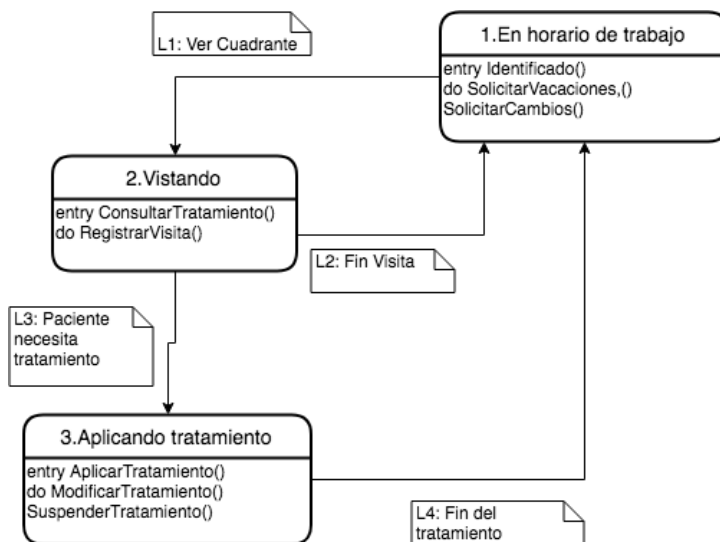 L1: Ver Cuadrante
1.En horario de trabajo
entry Identificado()
do SolicitarVacaciones,()
SolicitarCambios()
2.Vistando
entry ConsultarTratamiento()
do RegistrarVisita()
L2: Fin Visita
L3: Paciente
necesita
tratamiento
3.Aplicando tratamiento
entry AplicarTratamiento()
do ModificarTratamiento()
SuspenderTratamiento()
L4: Fin del
tratamiento